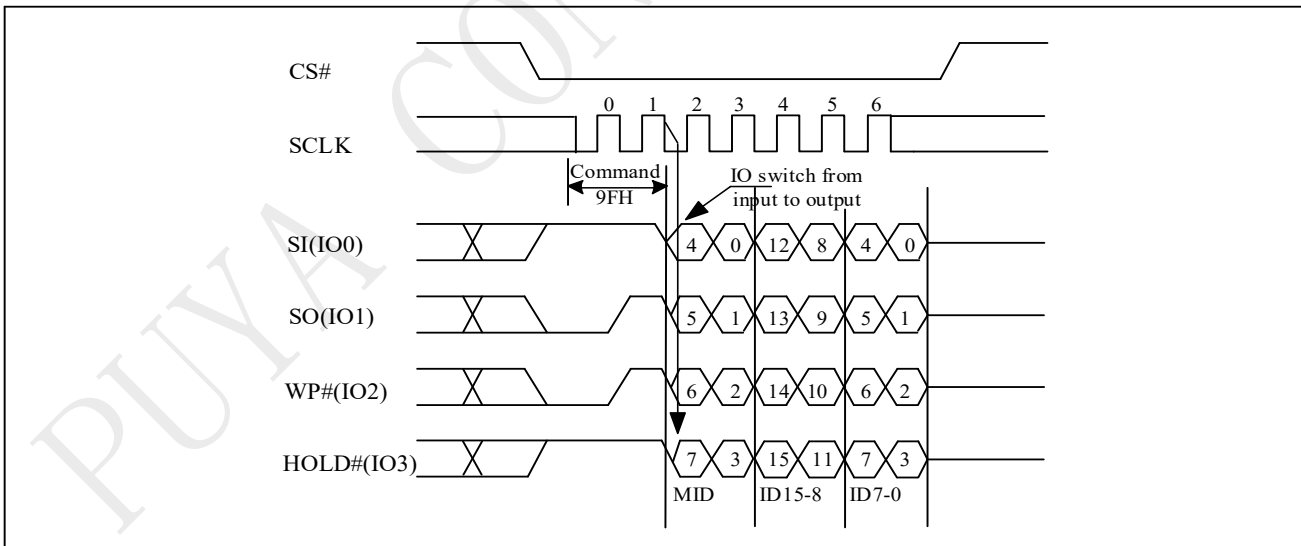 PUYA CON
CS#
0 1 2 3 4 5 6
SCLK
Command
9FH
IO switch from
input to output
SI(IO0)
4 0 12 8 4 0
SO(IO1)
5 1 13 9 5 1
WP#(IO2)
6 2 14 10 6 2
HOLD#(IO3)
7 3 15 11 7 3
MID ID15-8 ID7-0